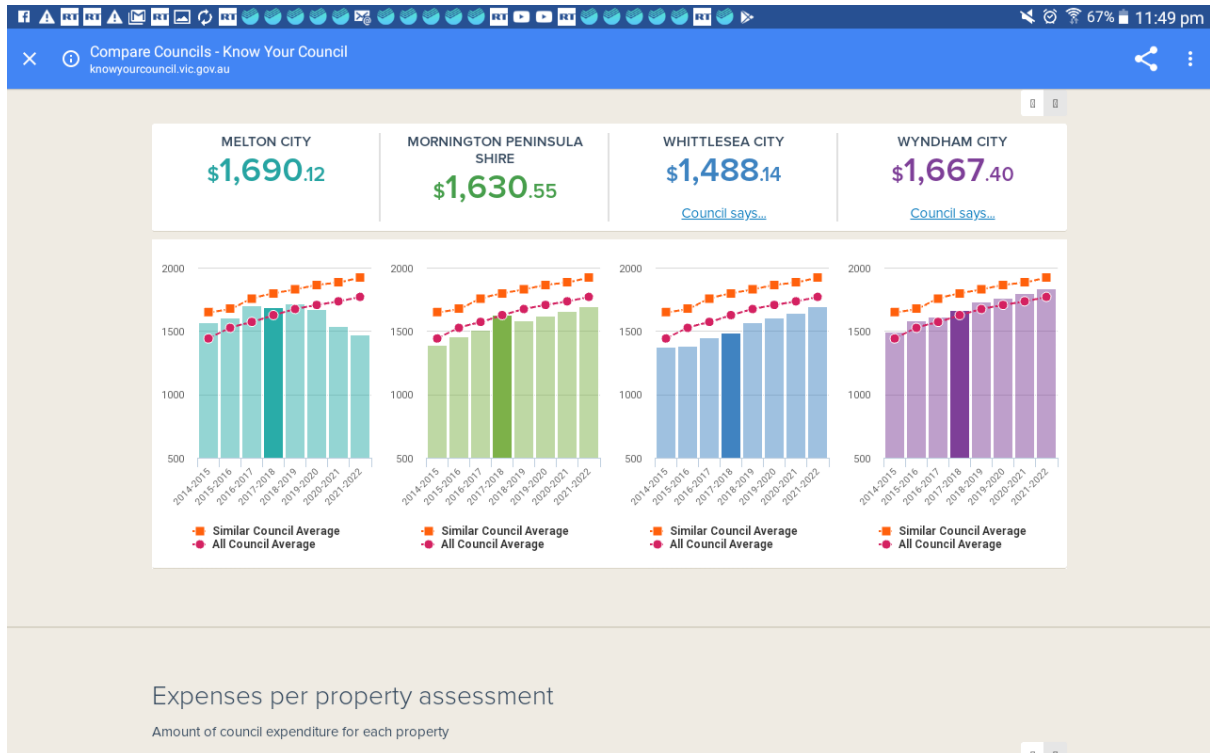 RT RT RT RT RT RT RT 67% 11:49 pm
Compare Councils - Know Your Council
knowyourcouncil.vic.gov.au
MELTON CITY
$1,690.12
MORNINGTON PENINSULA
SHIRE
$1,630.55
WHITTLESEA CITY
$1,488.14
Council says...
WYNDHAM CITY
$1,667.40
Council says...
2000
1500
1000
500
2014-2015
2015-2016
2016-2017
2017-2018
2018-2019
2019-2020
2020-2021
2021-2022
Similar Council Average
All Council Average
2000
1500
1000
500
2014-2015
2015-2016
2016-2017
2017-2018
2018-2019
2019-2020
2020-2021
2021-2022
Similar Council Average
All Council Average
2000
1500
1000
500
2014-2015
2015-2016
2016-2017
2017-2018
2018-2019
2019-2020
2020-2021
2021-2022
Similar Council Average
All Council Average
2000
1500
1000
500
2014-2015
2015-2016
2016-2017
2017-2018
2018-2019
2019-2020
2020-2021
2021-2022
Similar Council Average
All Council Average
Expenses per property assessment
Amount of council expenditure for each property